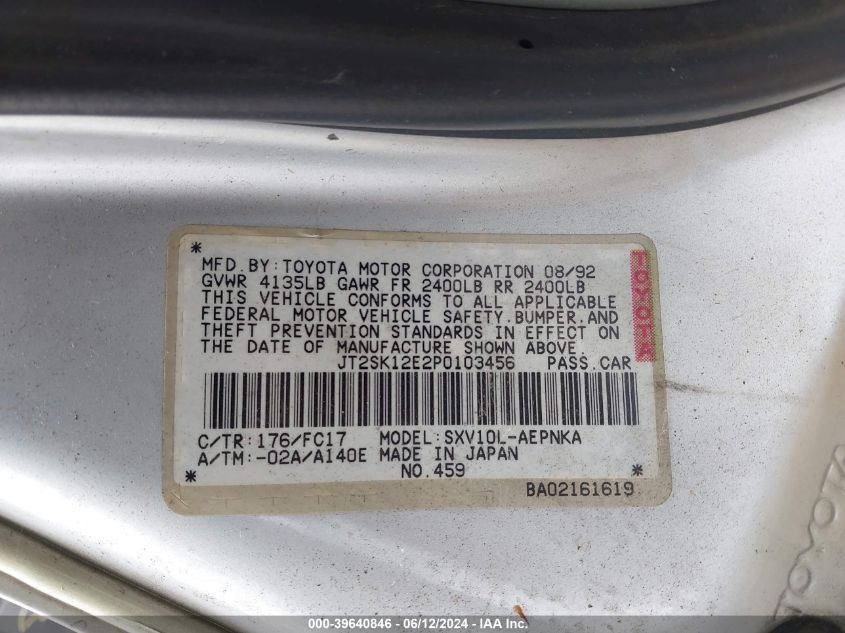 * MFD. BY: TOYOTA MOTOR CORPORATION 08/92
GVWR 4135LB GAWR FR 2400LB RR 2400LB
THIS VEHICLE CONFORMS TO ALL APPLICABLE
FEDERAL MOTOR VEHICLE SAFETY, BUMPER, AND
THEFT PREVENTION STANDARDS IN EFFECT ON
THE DATE OF MANUFACTURE SHOWN ABOVE.
JT2SK12E2P0103456 PASS. CAR
TOYOTA
C/TR: 176/FC17 MODEL: SXV10L-AEPNKA
A/TM: -02A/A140E MADE IN JAPAN
* NO. 459 *
BA02161619
TOYOTA
000-39640846 - 06/12/2024 - IAA Inc.